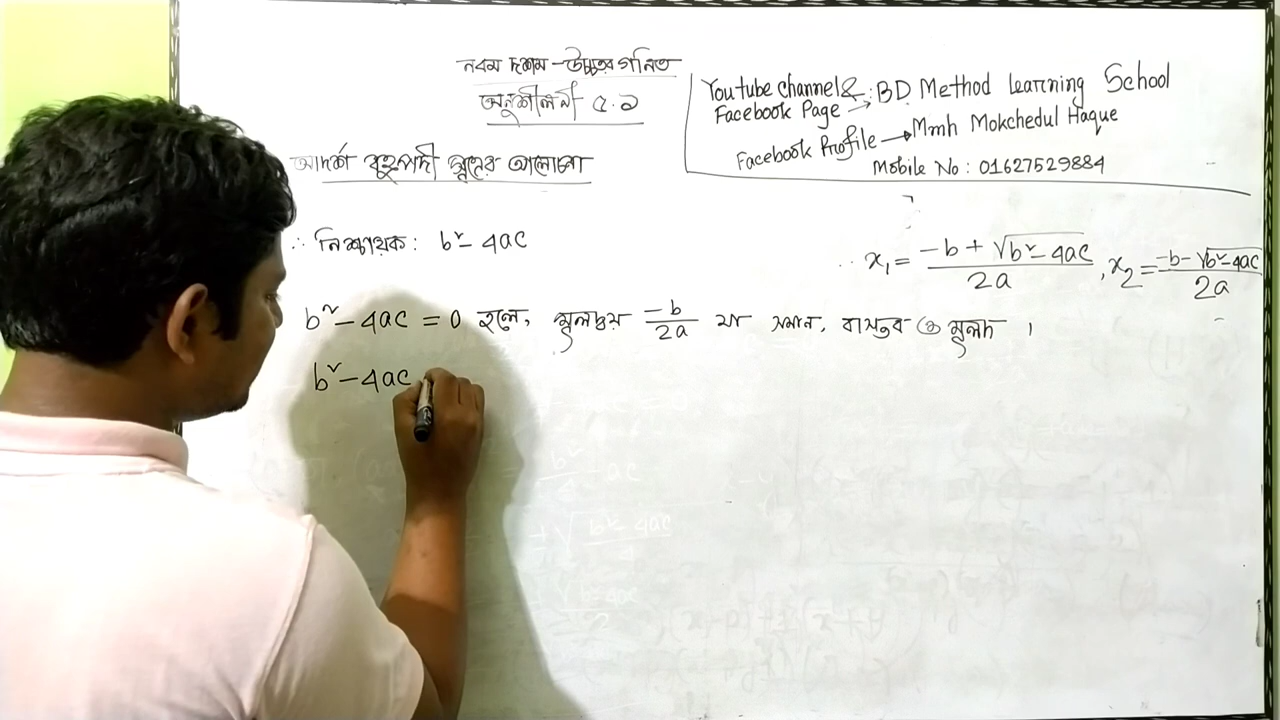 নবম দশম - উচ্চতর গনিত
অনুশীলনী ৫.১
Youtube channel & : BD. Method Learning School
Facebook Page →
Facebook Profile → Mmh Mokchedul Haque
Mobile No : 01627529884
আদর্শ বহুপদী সূত্রের আলোচনা
∴ নিশ্চায়ক: b² - 4ac
∴ x₁ = (-b + √(b² - 4ac))/2a , x₂ = (-b - √(b² - 4ac))/2a
b² - 4ac = 0 হলে, মূলদ্বয় -b/2a যা সমান, বাস্তব ও মূলদ ।
b² - 4ac